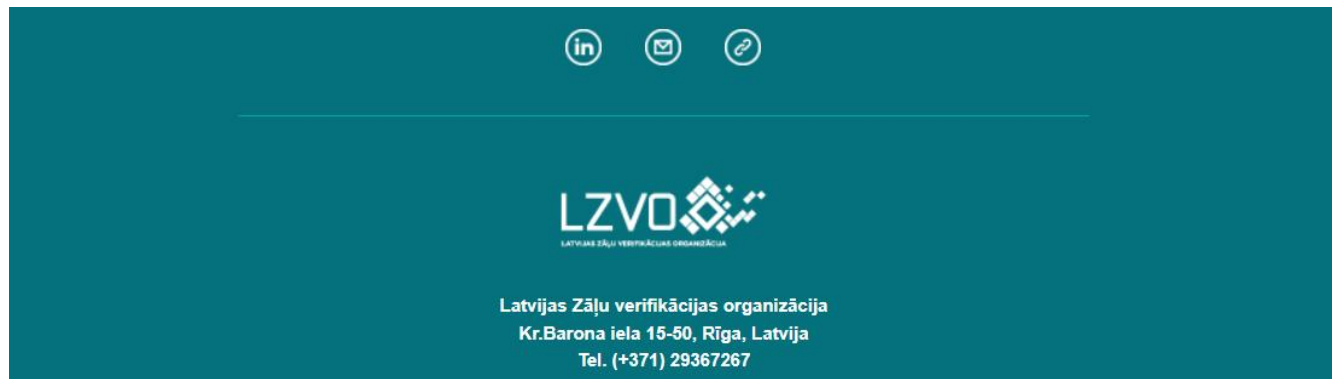 in
LZVO
LATVIJAS ZĀĻU VERIFIKĀCIJAS ORGANIZĀCIJA
Latvijas Zāļu verifikācijas organizācija
Kr.Barona iela 15-50, Rīga, Latvija
Tel. (+371) 29367267